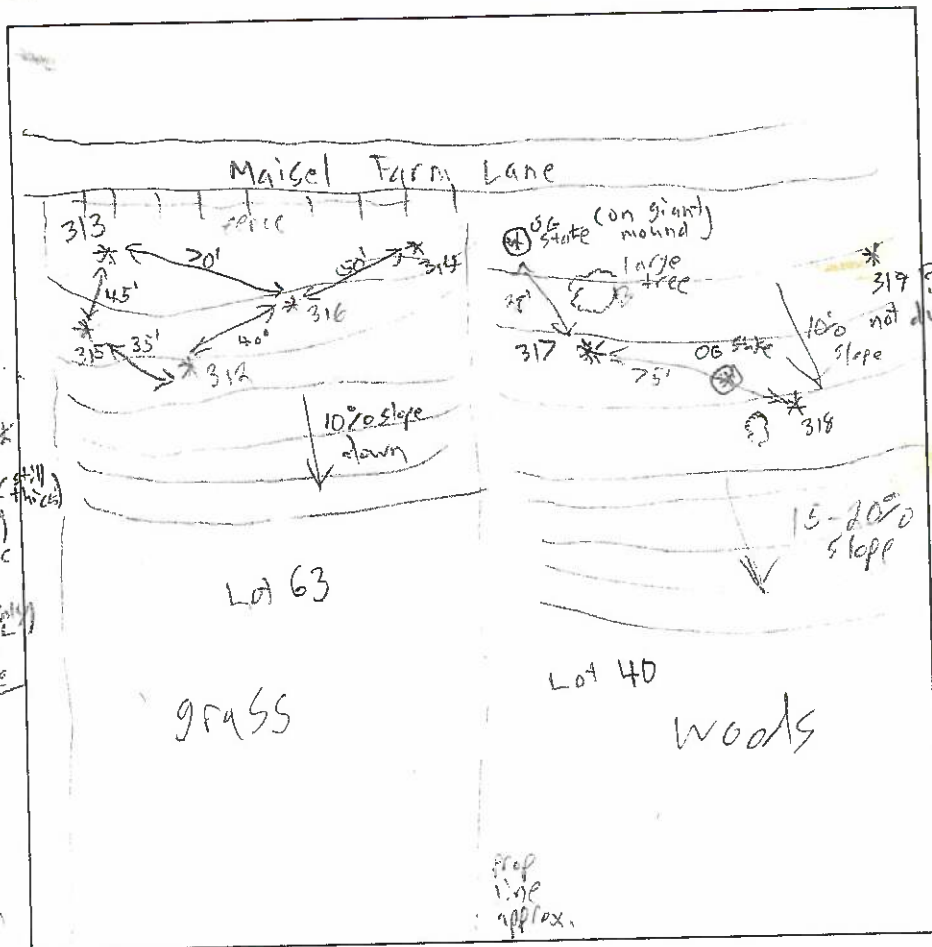 Maisel Farm Lane
fence
313
70'
50'
314
45'
316
315
35'
40'
312
10% slope
down
Lot 63
grass
OG
stake
(on giant
mound)
large
tree
28'
317
75'
OG stake
318
10%
slope
319
not
15-20%
slope
Lot 40
woods
prop
line
approx.